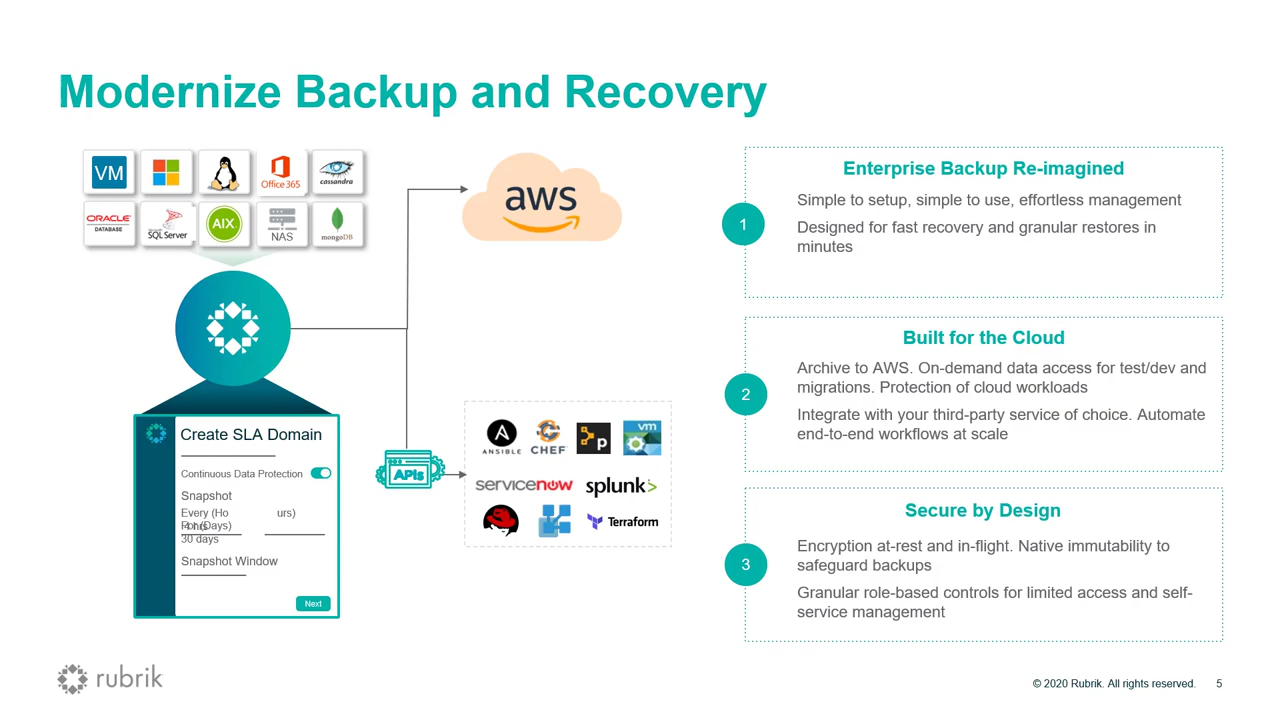 Modernize Backup and Recovery
VM
Office 365
cassandra
ORACLE
DATABASE
SQL Server
AIX
NAS
mongoDB
aws
Create SLA Domain
Continuous Data Protection
Snapshot
Every (Ho urs)
4 hrs
For (Days)
30 days
Snapshot Window
Next
APIs
ANSIBLE
CHEF
p
vm
servicenow
splunk>
Terraform
1
Enterprise Backup Re-imagined
Simple to setup, simple to use, effortless management
Designed for fast recovery and granular restores in
minutes
2
Built for the Cloud
Archive to AWS. On-demand data access for test/dev and
migrations. Protection of cloud workloads
Integrate with your third-party service of choice. Automate
end-to-end workflows at scale
3
Secure by Design
Encryption at-rest and in-flight. Native immutability to
safeguard backups
Granular role-based controls for limited access and self-
service management
rubrik
© 2020 Rubrik. All rights reserved. 5